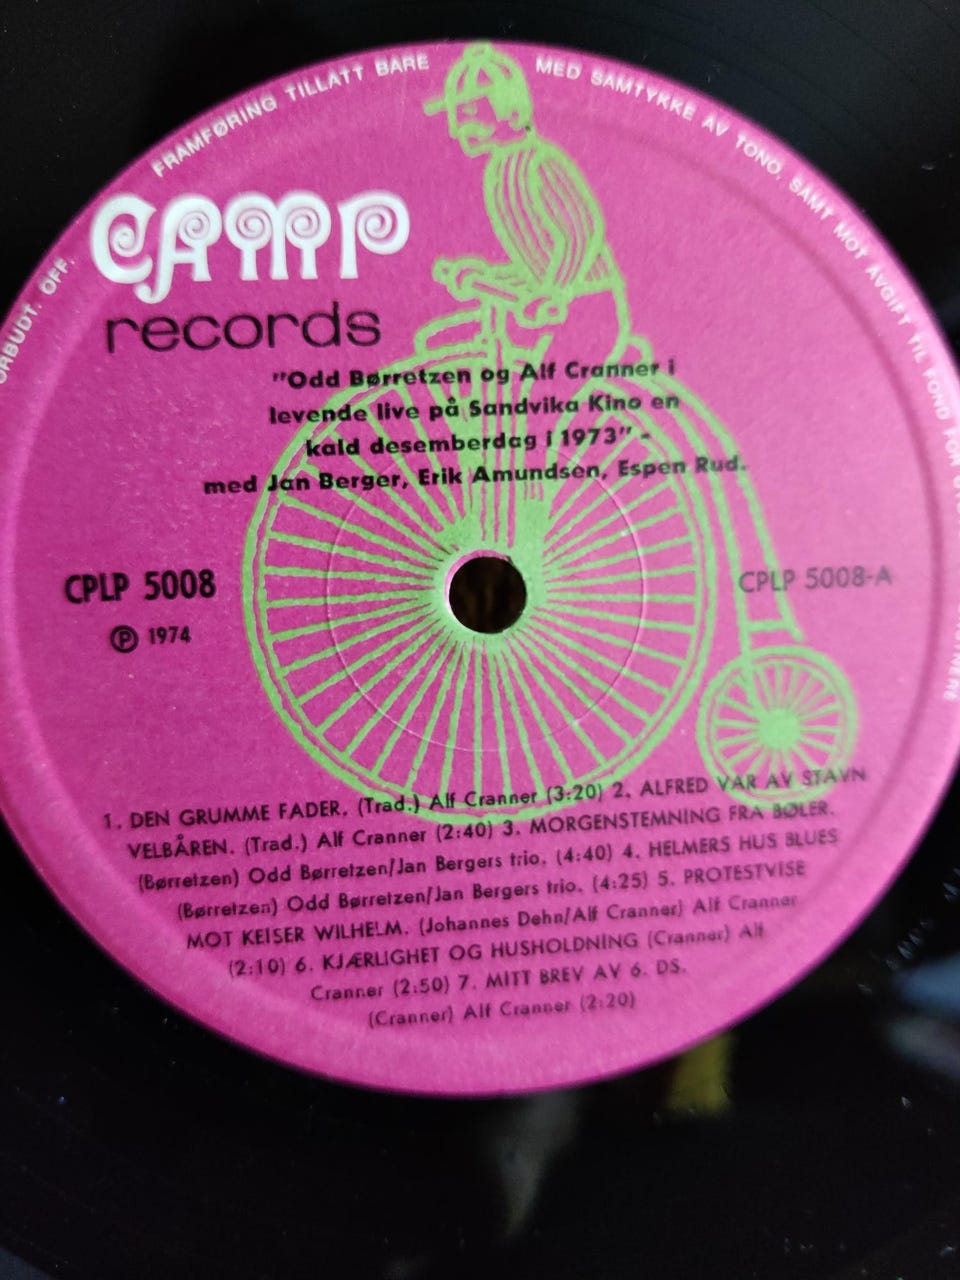 ORBUDT. OFF. FRAMFØRING TILLATT BARE MED SAMTYKKE AV TONO, SAMT MOT AVGIFT TIL FOND FOR
CAMP
records
"Odd Børretzen og Alf Cranner i
levende live på Sandvika Kino en
kald desemberdag i 1973" -
med Jan Berger, Erik Amundsen, Espen Rud.
CPLP 5008
CPLP 5008-A
Ⓟ 1974
1. DEN GRUMME FADER. (Trad.) Alf Cranner (3:20) 2. ALFRED VAR AV STAVN
VELBÅREN. (Trad.) Alf Cranner (2:40) 3. MORGENSTEMNING FRA BØLER.
(Børretzen) Odd Børretzen/Jan Bergers trio. (4:40) 4. HELMERS HUS BLUES
(Børretzen) Odd Børretzen/Jan Bergers trio. (4:25) 5. PROTESTVISE
MOT KEISER WILHELM. (Johannes Dehn/Alf Cranner) Alf Cranner
(2:10) 6. KJÆRLIGHET OG HUSHOLDNING (Cranner) Alf
Cranner (2:50) 7. MITT BREV AV 6. DS.
(Cranner) Alf Cranner (2:20)